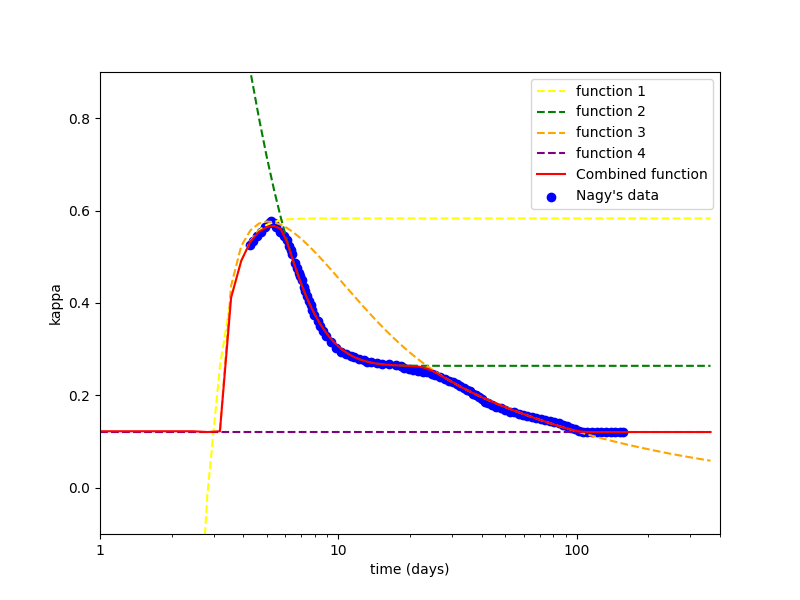 function 1
function 2
function 3
function 4
Combined function
Nagy's data
kappa
0.8
0.6
0.4
0.2
0.0
1
10
100
time (days)